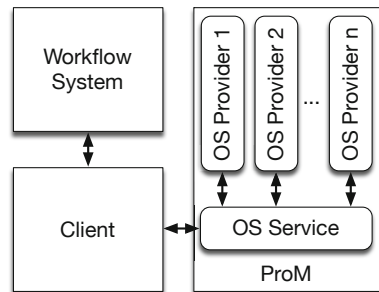 Workflow
System
Client
OS Provider 1
OS Provider 2
...
OS Provider n
OS Service
ProM